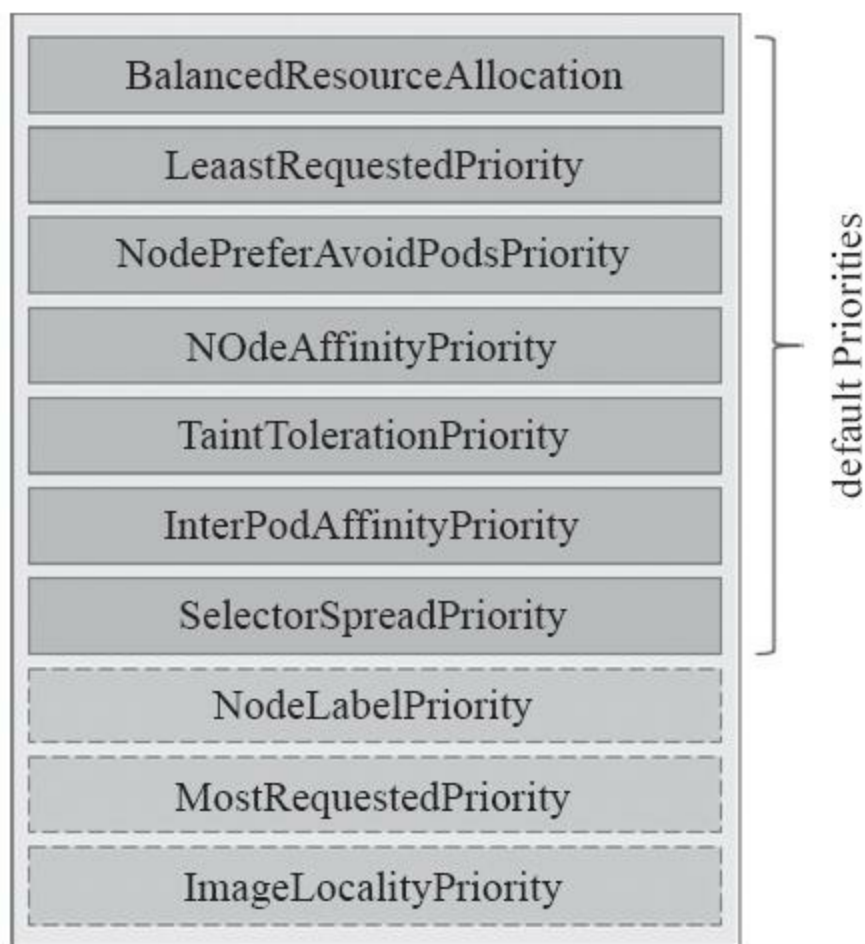 BalancedResourceAllocation
LeaastRequestedPriority
NodePreferAvoidPodsPriority
NOdeAffinityPriority
TaintTolerationPriority
InterPodAffinityPriority
SelectorSpreadPriority
NodeLabelPriority
MostRequestedPriority
ImageLocalityPriority
default Priorities